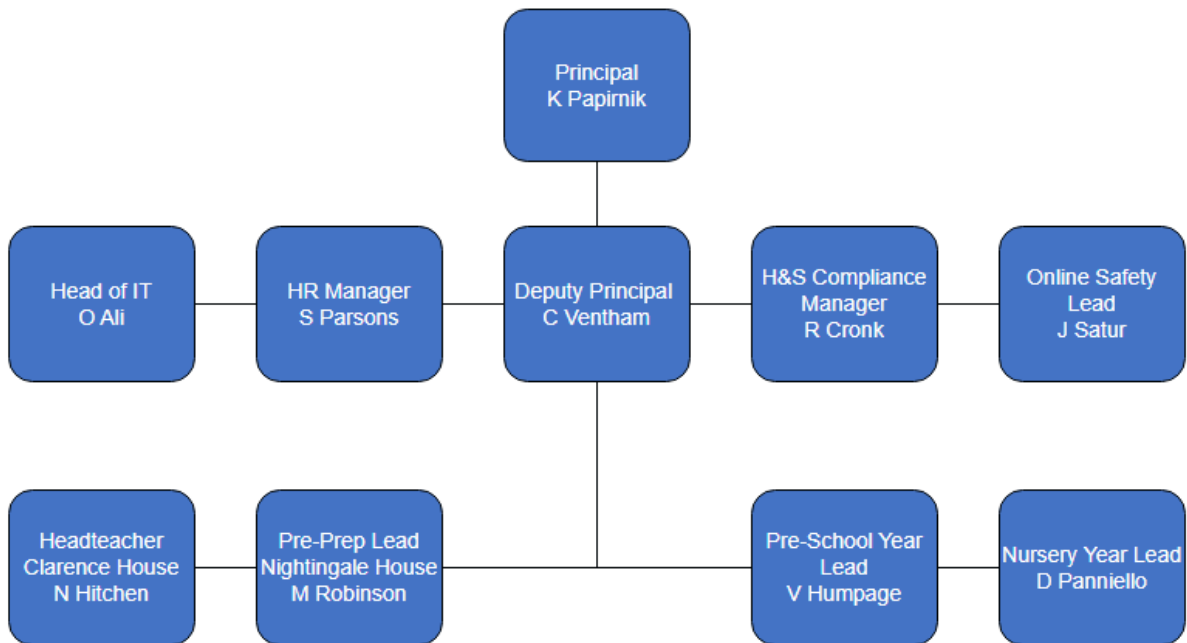 Principal
K Papirnik
Head of IT
O Ali
HR Manager
S Parsons
Deputy Principal
C Ventham
H&S Compliance
Manager
R Cronk
Online Safety
Lead
J Satur
Headteacher
Clarence House
N Hitchen
Pre-Prep Lead
Nightingale House
M Robinson
Pre-School Year
Lead
V Humpage
Nursery Year Lead
D Panniello